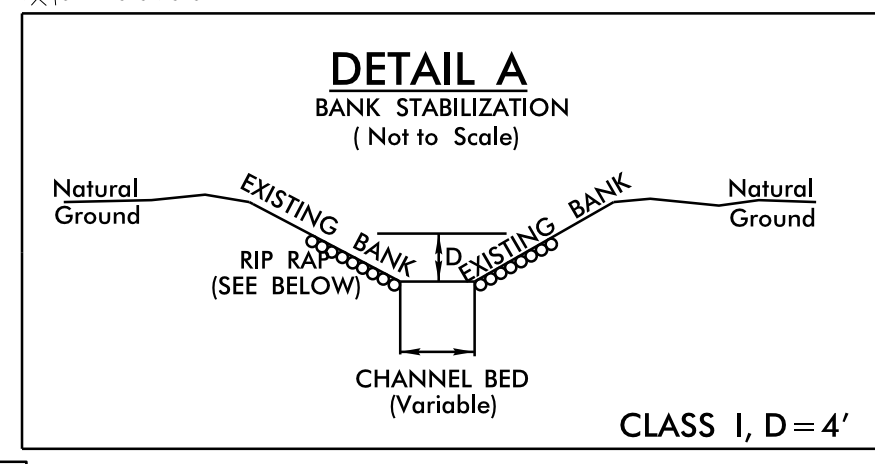 DETAIL A
BANK STABILIZATION
( Not to Scale)
Natural
Ground
EXISTING BANK
RIP RAP
(SEE BELOW)
D
EXISTING BANK
Natural
Ground
CHANNEL BED
(Variable)
CLASS I, D=4'